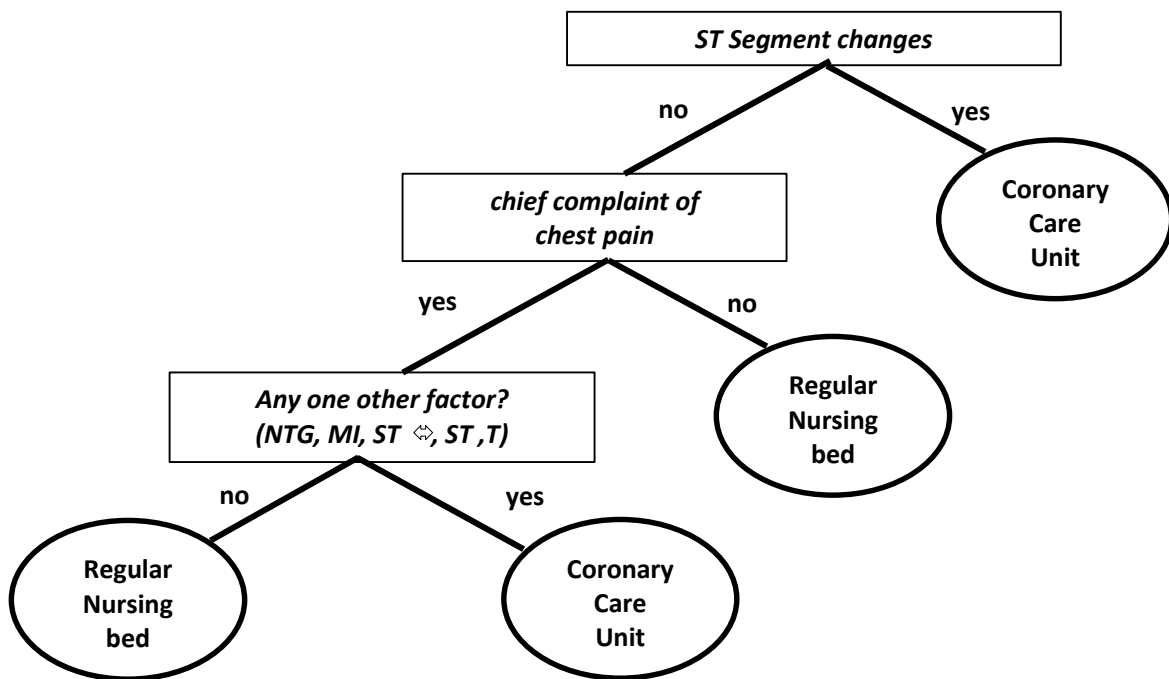 ST Segment changes
no
yes
Coronary
Care
Unit
chief complaint of
chest pain
yes
no
Regular
Nursing
bed
Any one other factor?
(NTG, MI, ST ⬄, ST ,T)
no
yes
Regular
Nursing
bed
Coronary
Care
Unit